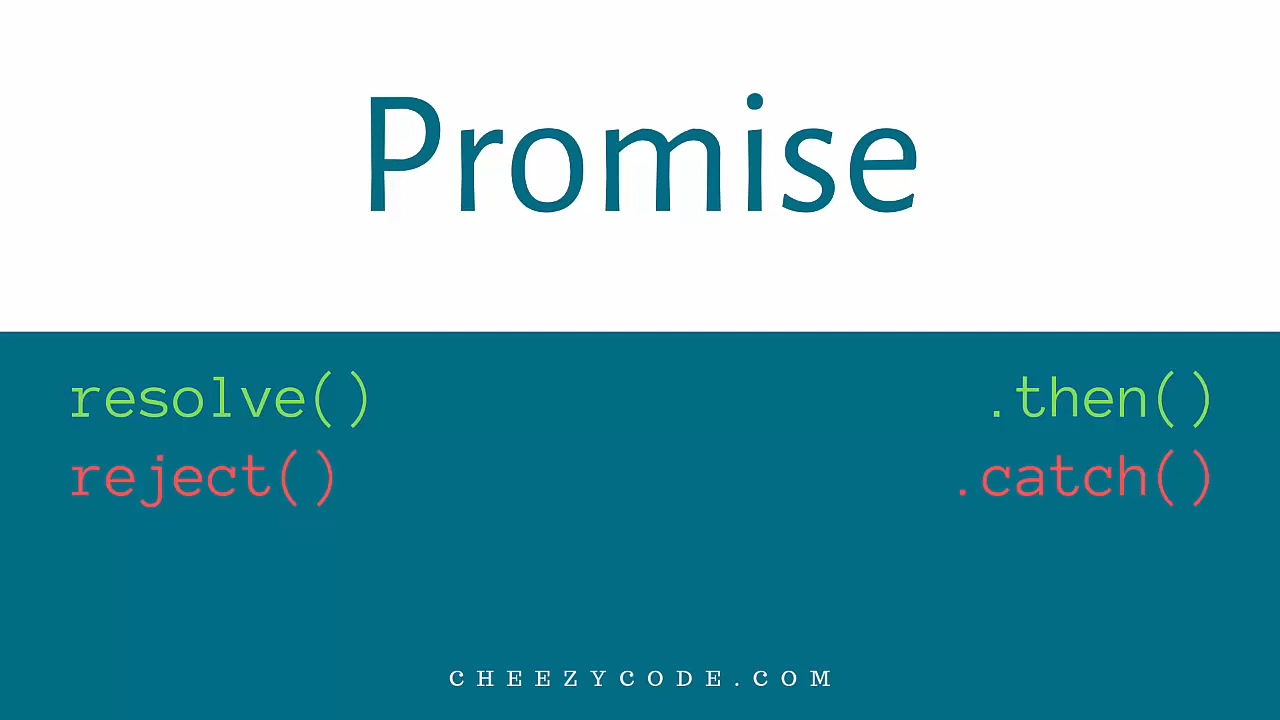 Promise
resolve()
.then()
reject()
.catch()
CHEEZYCODE.COM